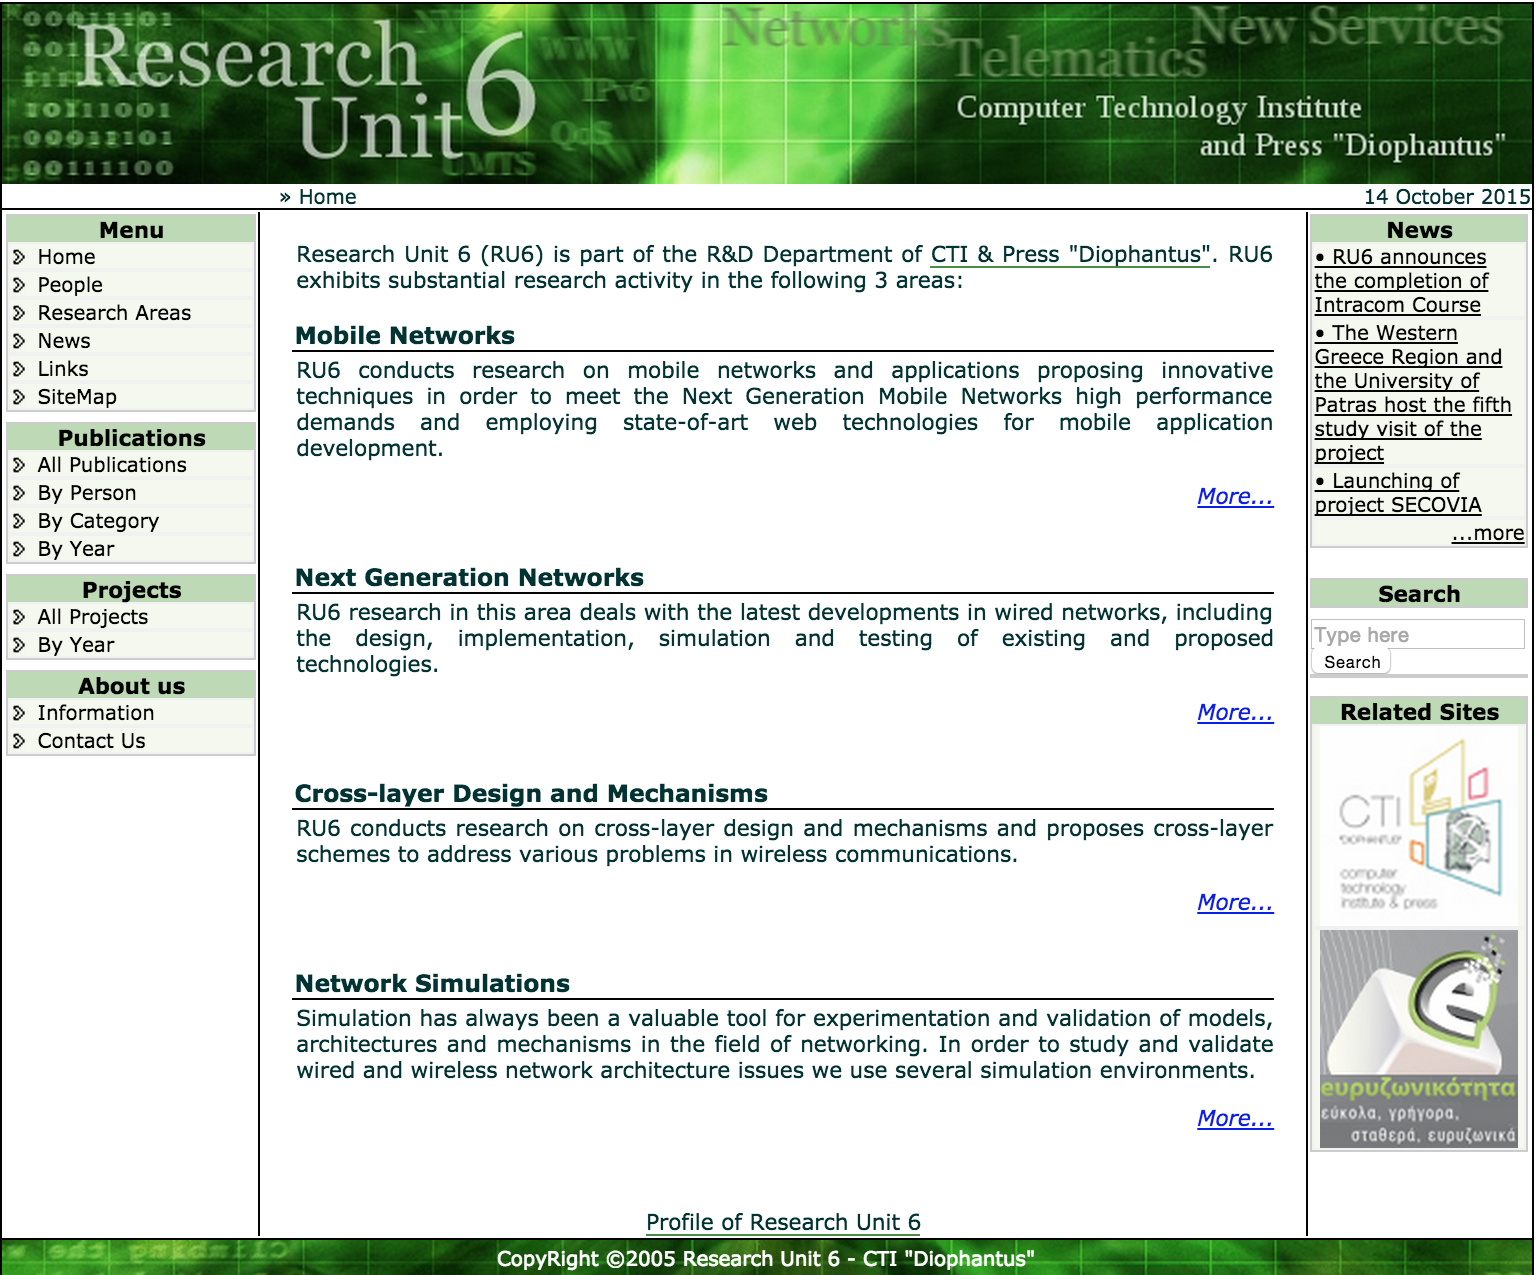 00011101
Networks
New Services
Research
WWW
Telematics
Unit 6
IPv6
10111001
Computer Technology Institute
QoS
00011101
and Press "Diophantus"
UMTS
00111100
» Home
14 October 2015
Menu
Home
People
Research Areas
News
Links
SiteMap
Publications
All Publications
By Person
By Category
By Year
Projects
All Projects
By Year
About us
Information
Contact Us
Research Unit 6 (RU6) is part of the R&D Department of CTI & Press "Diophantus". RU6
exhibits substantial research activity in the following 3 areas:
Mobile Networks
RU6 conducts research on mobile networks and applications proposing innovative
techniques in order to meet the Next Generation Mobile Networks high performance
demands and employing state-of-art web technologies for mobile application
development.
More...
Next Generation Networks
RU6 research in this area deals with the latest developments in wired networks, including
the design, implementation, simulation and testing of existing and proposed
technologies.
More...
Cross-layer Design and Mechanisms
RU6 conducts research on cross-layer design and mechanisms and proposes cross-layer
schemes to address various problems in wireless communications.
More...
Network Simulations
Simulation has always been a valuable tool for experimentation and validation of models,
architectures and mechanisms in the field of networking. In order to study and validate
wired and wireless network architecture issues we use several simulation environments.
More...
Profile of Research Unit 6
News
• RU6 announces
the completion of
Intracom Course
• The Western
Greece Region and
the University of
Patras host the fifth
study visit of the
project
• Launching of
project SECOVIA
...more
Search
Type here
Search
Related Sites
CTI
"DIOPHANTUS"
computer
technology
institute & press
ευρυζωνικότητα
εύκολα, γρήγορα,
σταθερά, ευρυζωνικά
CopyRight ©2005 Research Unit 6 - CTI "Diophantus"